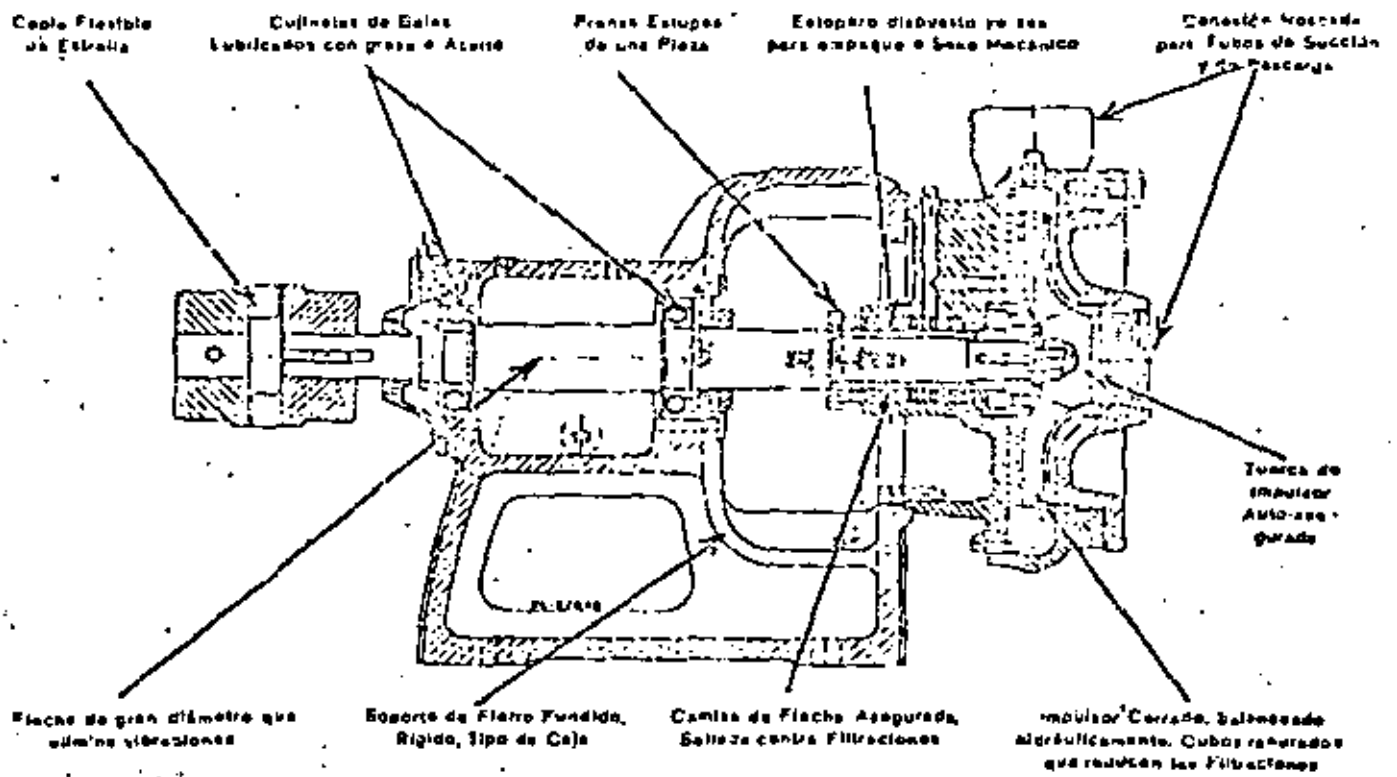 Cople Flexible
de Estrella
Cujinetes de Bolas
Lubricados con grasa o Aceite
Prensa Estopas
de una Pieza
Estopero dispuesto ya sea
para empaque o Sello Mecánico
Conexión Roscada
para Tubos de Succión
y de Descarga
Tuerca de
Impulsor
Auto-ase-
gurada
Flecha de gran diámetro que
elimina vibraciones
Soporte de Fierro Fundido,
Rígido, Tipo de Caja
Camisa de Flecha Asegurada,
contra Filtraciones
Impulsor Cerrado, balanceado
hidráulicamente. Cubos ranurados
que reducen las Filtraciones